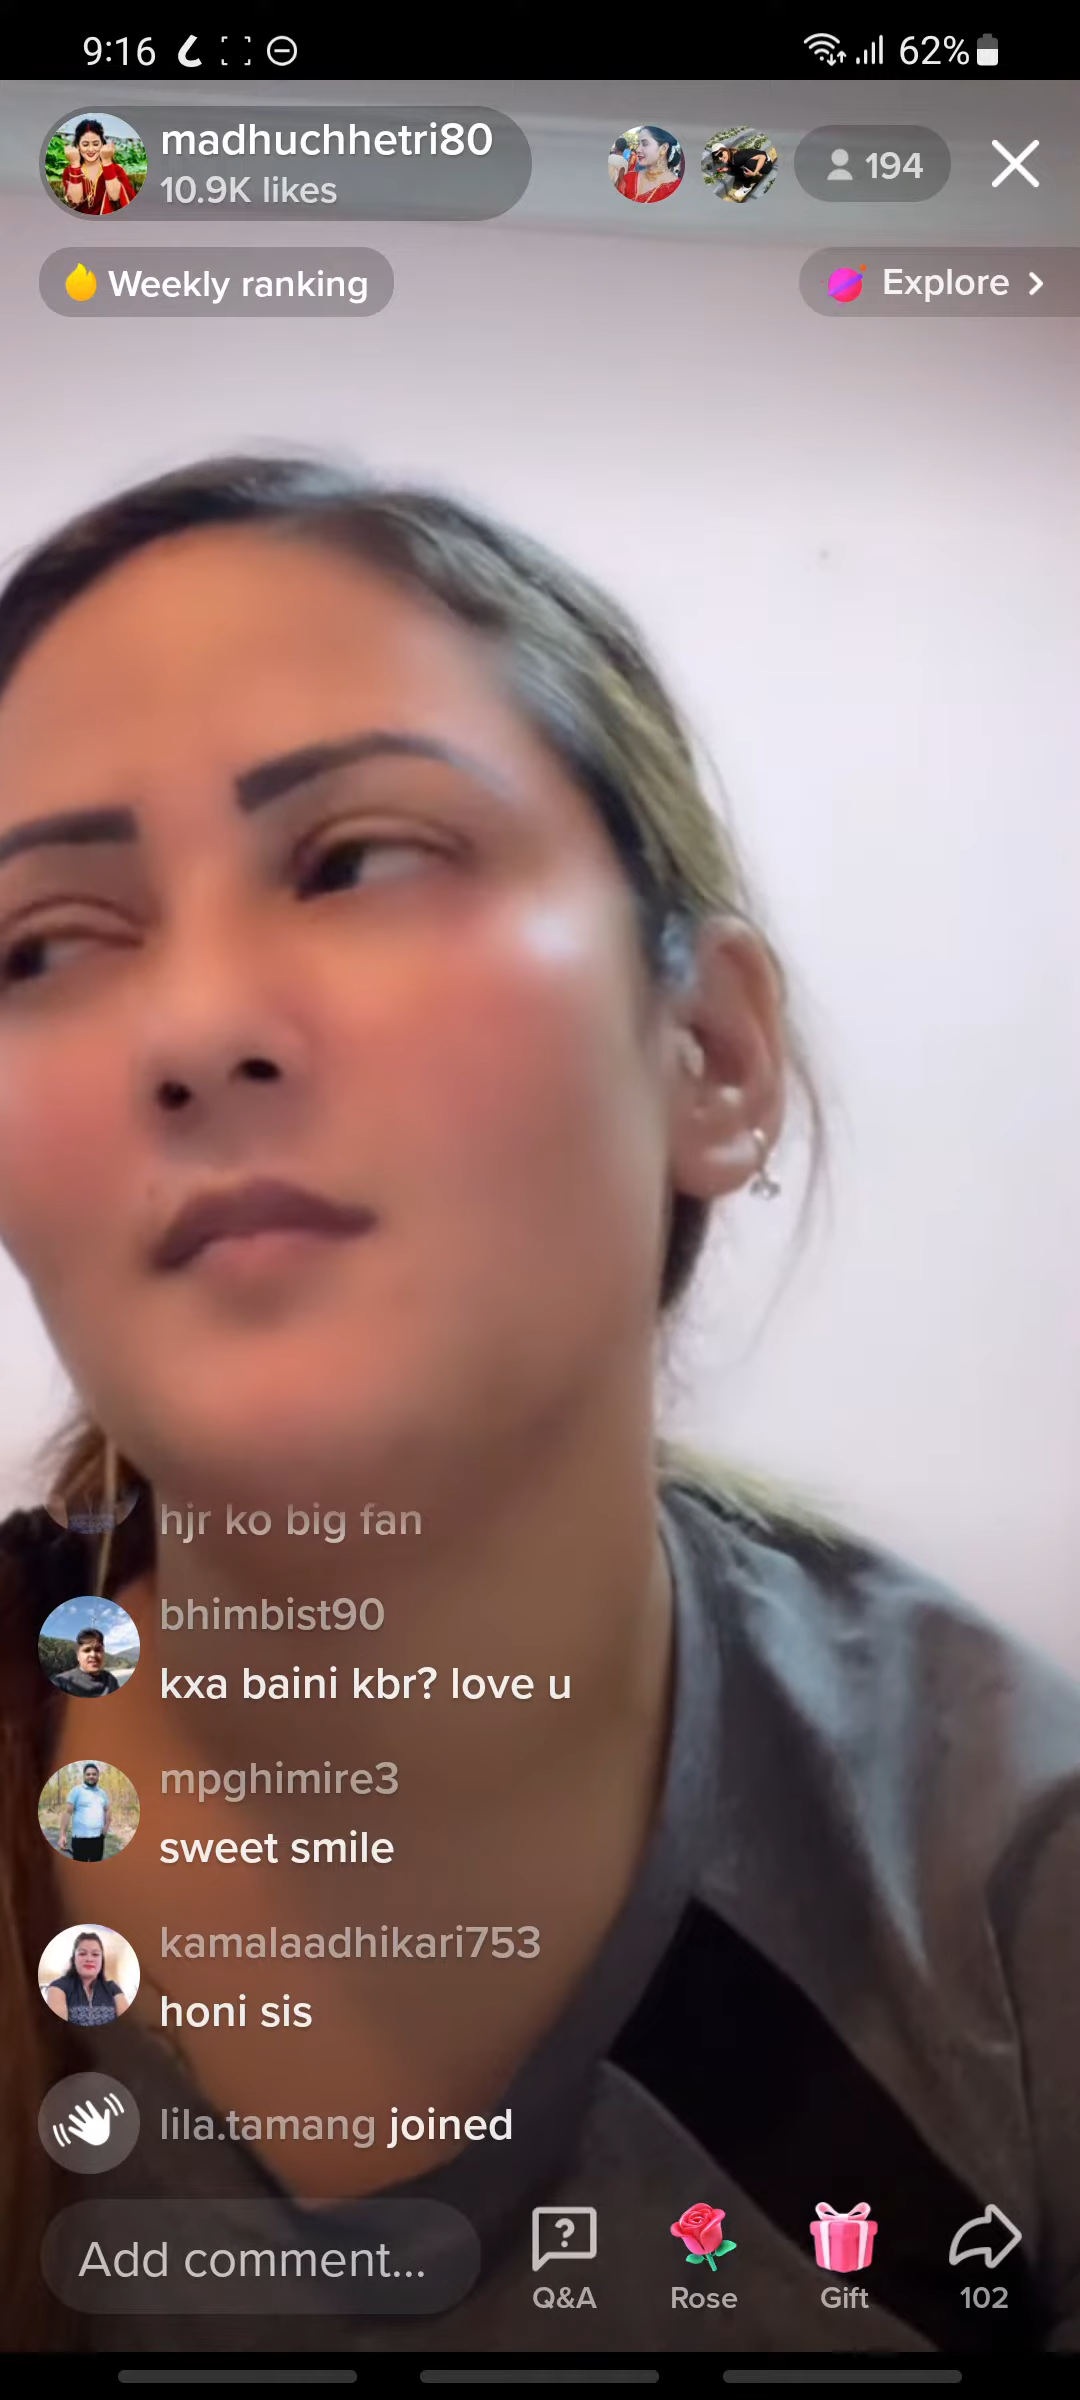 9:16
62%
madhuchhetri80
10.9K likes
194
Weekly ranking
Explore
hjr ko big fan
bhimbist90
kxa baini kbr? love u
mpghimire3
sweet smile
kamalaadhikari753
honi sis
lila.tamang joined
Add comment...
Q&A
Rose
Gift
102